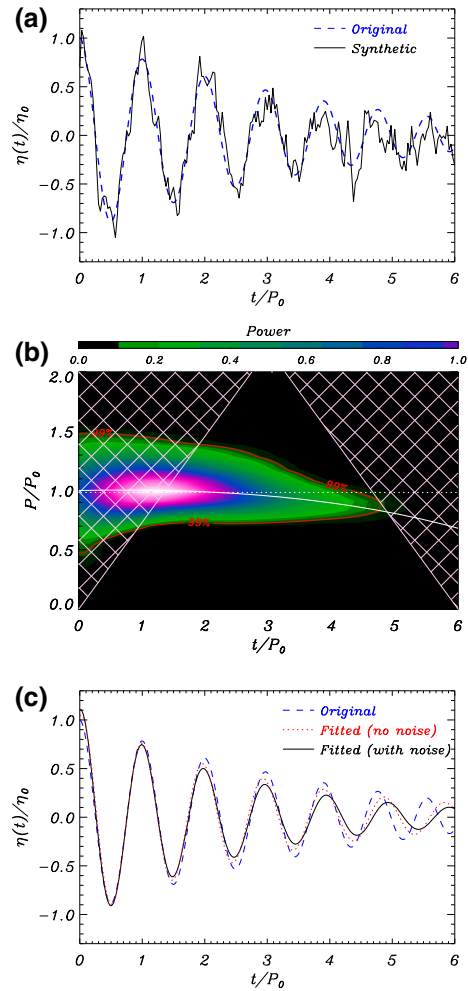 (a)
Original
Synthetic
1.0
0.5
0.0
−0.5
−1.0
η(t)/η₀
0 1 2 3 4 5 6
t/P₀
(b)
Power
0.0 0.2 0.4 0.6 0.8 1.0
2.0
1.5
1.0
0.5
0.0
P/P₀
99%
99%
99%
0 1 2 3 4 5 6
t/P₀
(c)
Original
Fitted (no noise)
Fitted (with noise)
1.0
0.5
0.0
−0.5
−1.0
η(t)/η₀
0 1 2 3 4 5 6
t/P₀